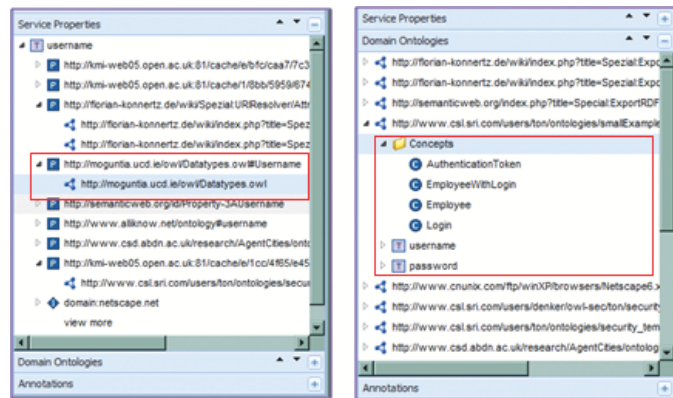 Service Properties
username
http://kmi-web05.open.ac.uk:81/cache/e/bfc/caa7/7c3
http://kmi-web05.open.ac.uk:81/cache/1/8bb/5959/674
http://florian-konnertz.de/wiki/Spezial:URIResolver/Attr
http://florian-konnertz.de/wiki/index.php?title=Spez
http://florian-konnertz.de/wiki/index.php?title=Spez
http://moguntia.ucd.ie/owl/Datatypes.owl#Username
http://moguntia.ucd.ie/owl/Datatypes.owl
http://semanticweb.org/id/Property-3AUsername
http://www.alliknow.net/ontology#username
http://www.csd.abdn.ac.uk/research/AgentCities/onto
http://kmi-web05.open.ac.uk:81/cache/e/1cc/4f65/e45
http://www.csl.sri.com/users/ton/ontologies/secur
domain:netscape.net
view more
Domain Ontologies
Annotations
Service Properties
Domain Ontologies
http://florian-konnertz.de/wiki/index.php?title=Spezial:Expo
http://florian-konnertz.de/wiki/index.php?title=Spezial:Expo
http://semanticweb.org/index.php?title=Special:ExportRDF
http://www.csl.sri.com/users/ton/ontologies/smallExample
Concepts
AuthenticationToken
EmployeeWithLogin
Employee
Login
username
password
http://www.cnunix.com/ftp/winXP/browsers/Netscape6.x
http://www.csl.sri.com/users/denker/owl-sec/ton/security
http://www.csl.sri.com/users/ton/ontologies/security_tem
http://www.csd.abdn.ac.uk/research/AgentCities/ontolog
Annotations